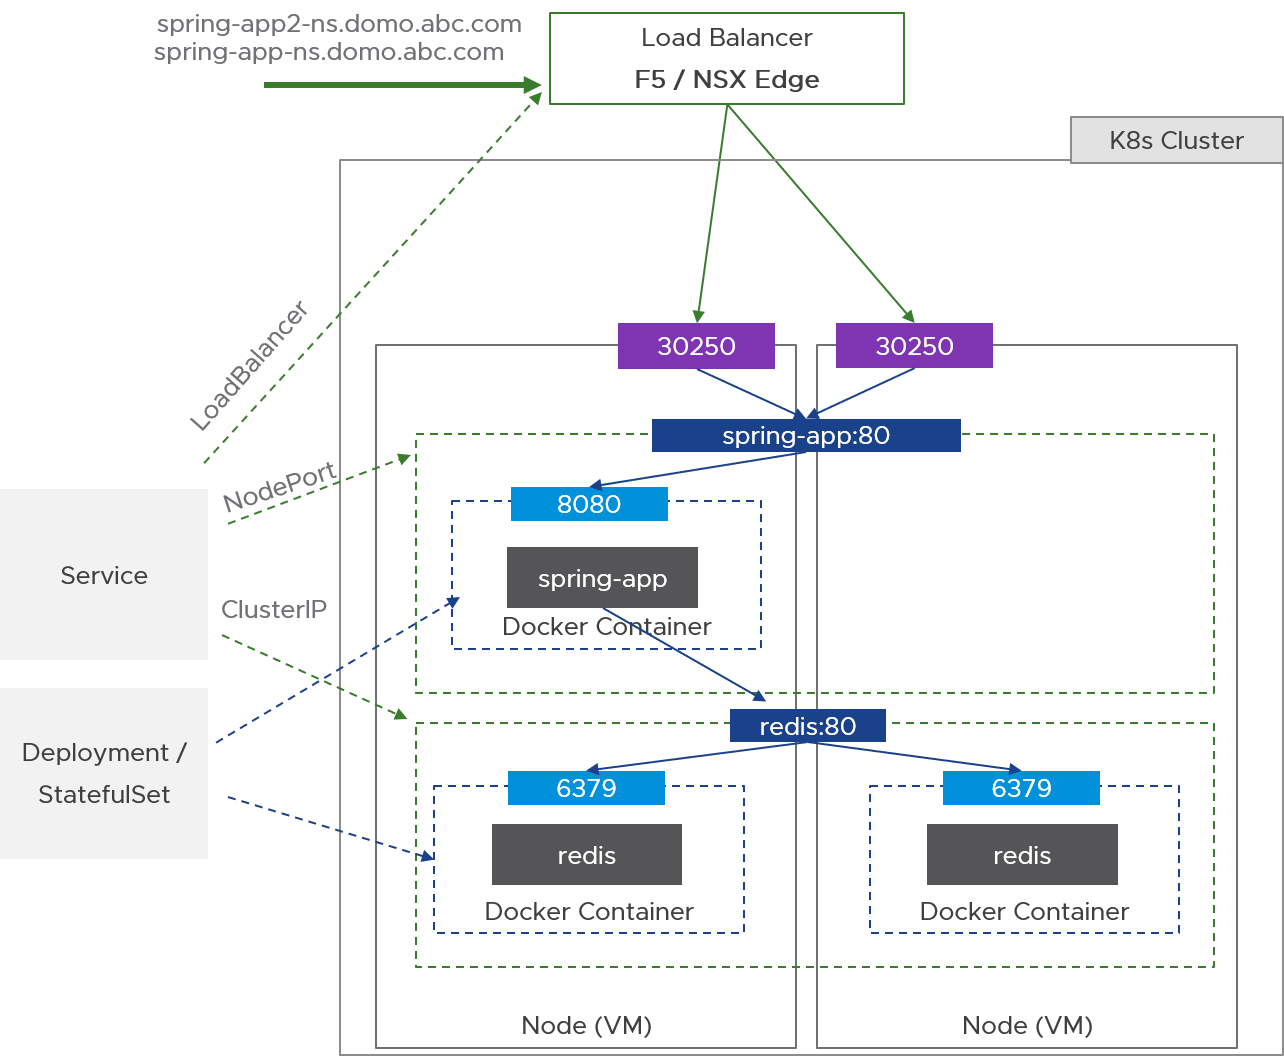 spring-app2-ns.domo.abc.com
spring-app-ns.domo.abc.com
Load Balancer
F5 / NSX Edge
K8s Cluster
LoadBalancer
30250
30250
spring-app:80
NodePort
8080
Service
spring-app
ClusterIP
Docker Container
redis:80
Deployment /
StatefulSet
6379
6379
redis
redis
Docker Container
Docker Container
Node (VM)
Node (VM)